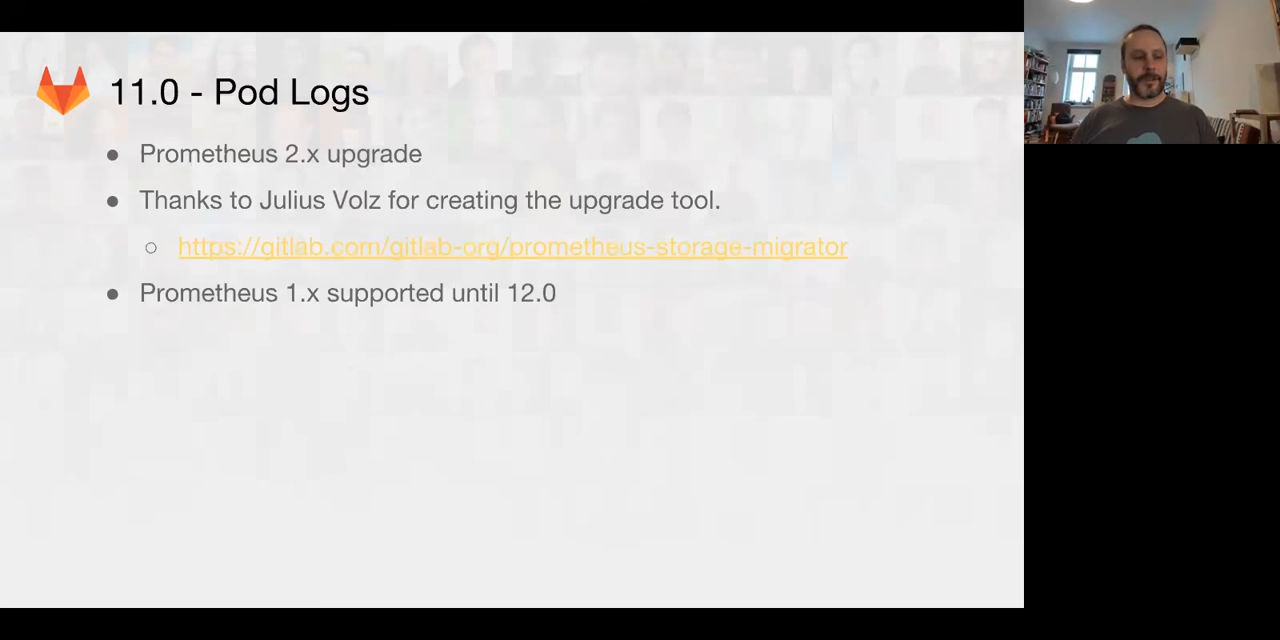 11.0 - Pod Logs
● Prometheus 2.x upgrade
● Thanks to Julius Volz for creating the upgrade tool.
○ https://gitlab.com/gitlab-org/prometheus-storage-migrator
● Prometheus 1.x supported until 12.0